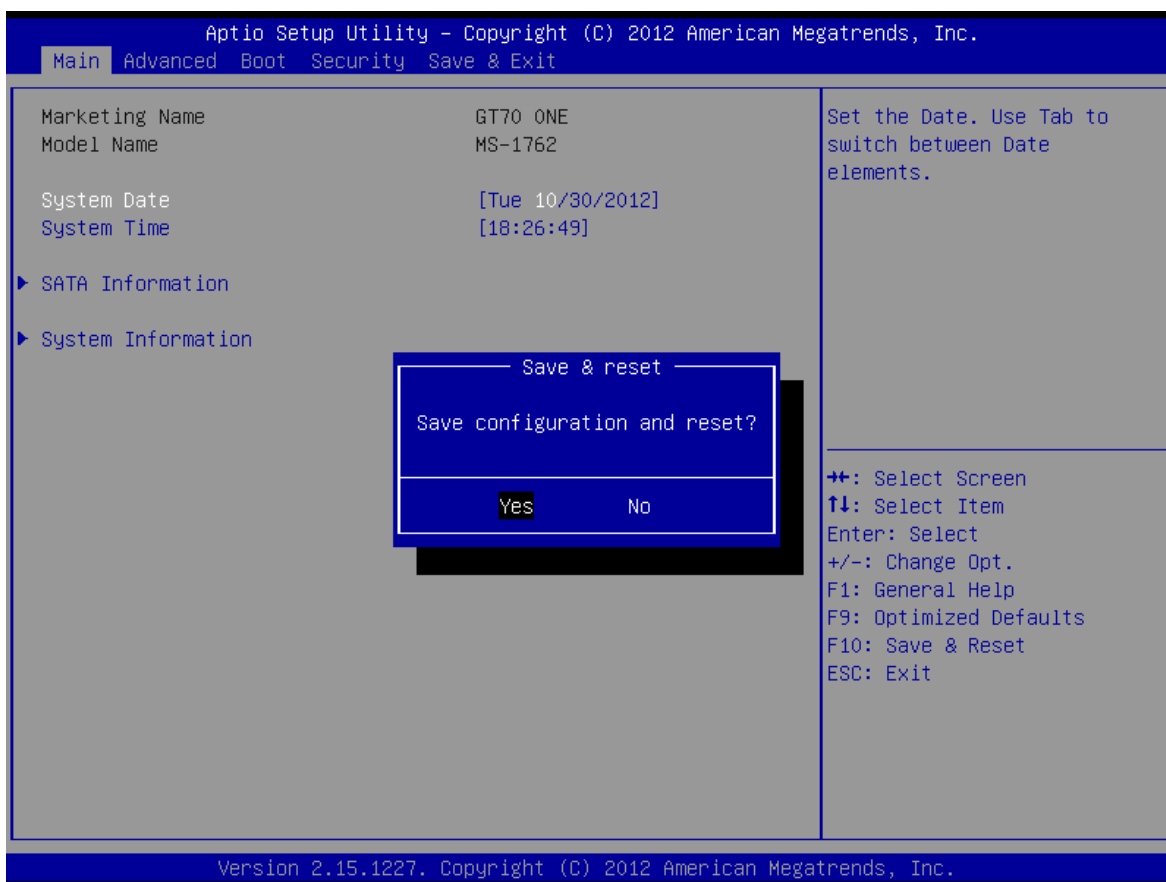 Aptio Setup Utility – Copyright (C) 2012 American Megatrends, Inc.
Main Advanced Boot Security Save & Exit
Marketing Name GT70 ONE
Model Name MS-1762
System Date [Tue 10/30/2012]
System Time [18:26:49]
▶ SATA Information
▶ System Information
Set the Date. Use Tab to
switch between Date
elements.
Save & reset
Save configuration and reset?
Yes No
→←: Select Screen
↑↓: Select Item
Enter: Select
+/-: Change Opt.
F1: General Help
F9: Optimized Defaults
F10: Save & Reset
ESC: Exit
Version 2.15.1227. Copyright (C) 2012 American Megatrends, Inc.